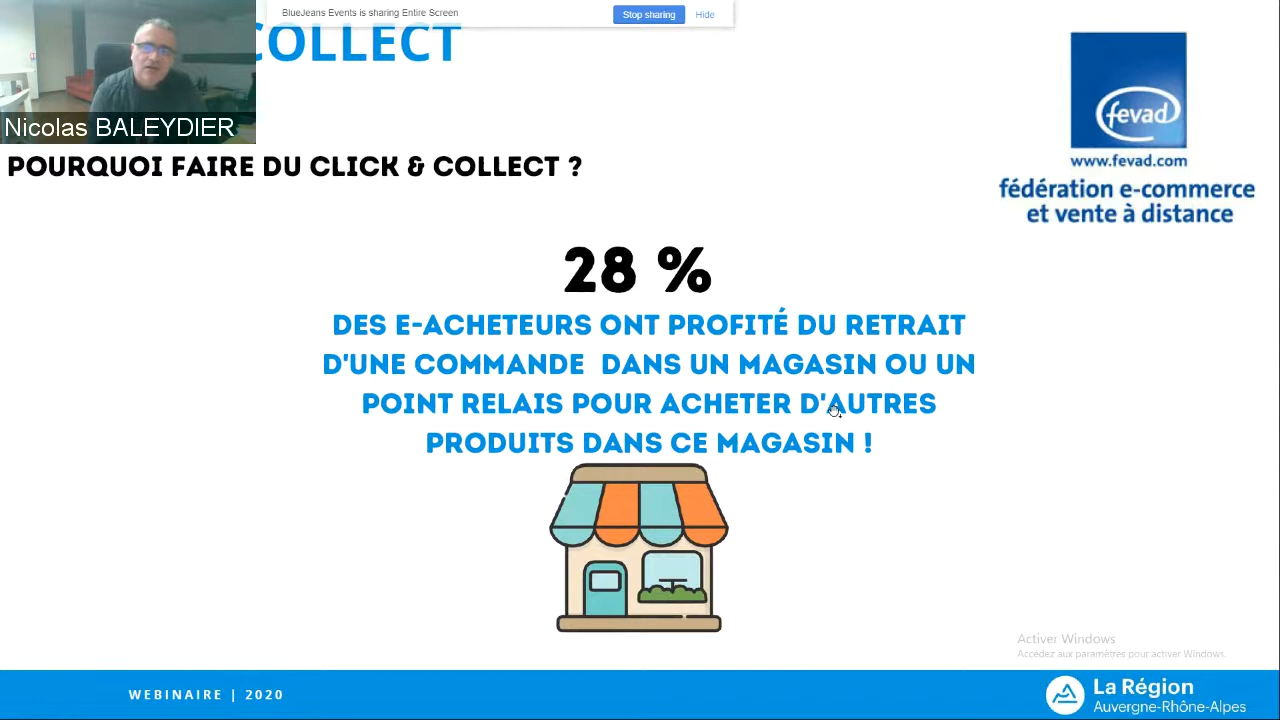 BlueJeans Events is sharing Entire Screen
Stop sharing
Hide
COLLECT
Nicolas BALEYDIER
fevad
www.fevad.com
fédération e-commerce
et vente à distance
POURQUOI FAIRE DU CLICK & COLLECT ?
28 %
DES E-ACHETEURS ONT PROFITÉ DU RETRAIT
D'UNE COMMANDE DANS UN MAGASIN OU UN
POINT RELAIS POUR ACHETER D'AUTRES
PRODUITS DANS CE MAGASIN !
Activer Windows
Accédez aux paramètres pour activer Windows.
WEBINAIRE | 2020
La Région
Auvergne-Rhône-Alpes